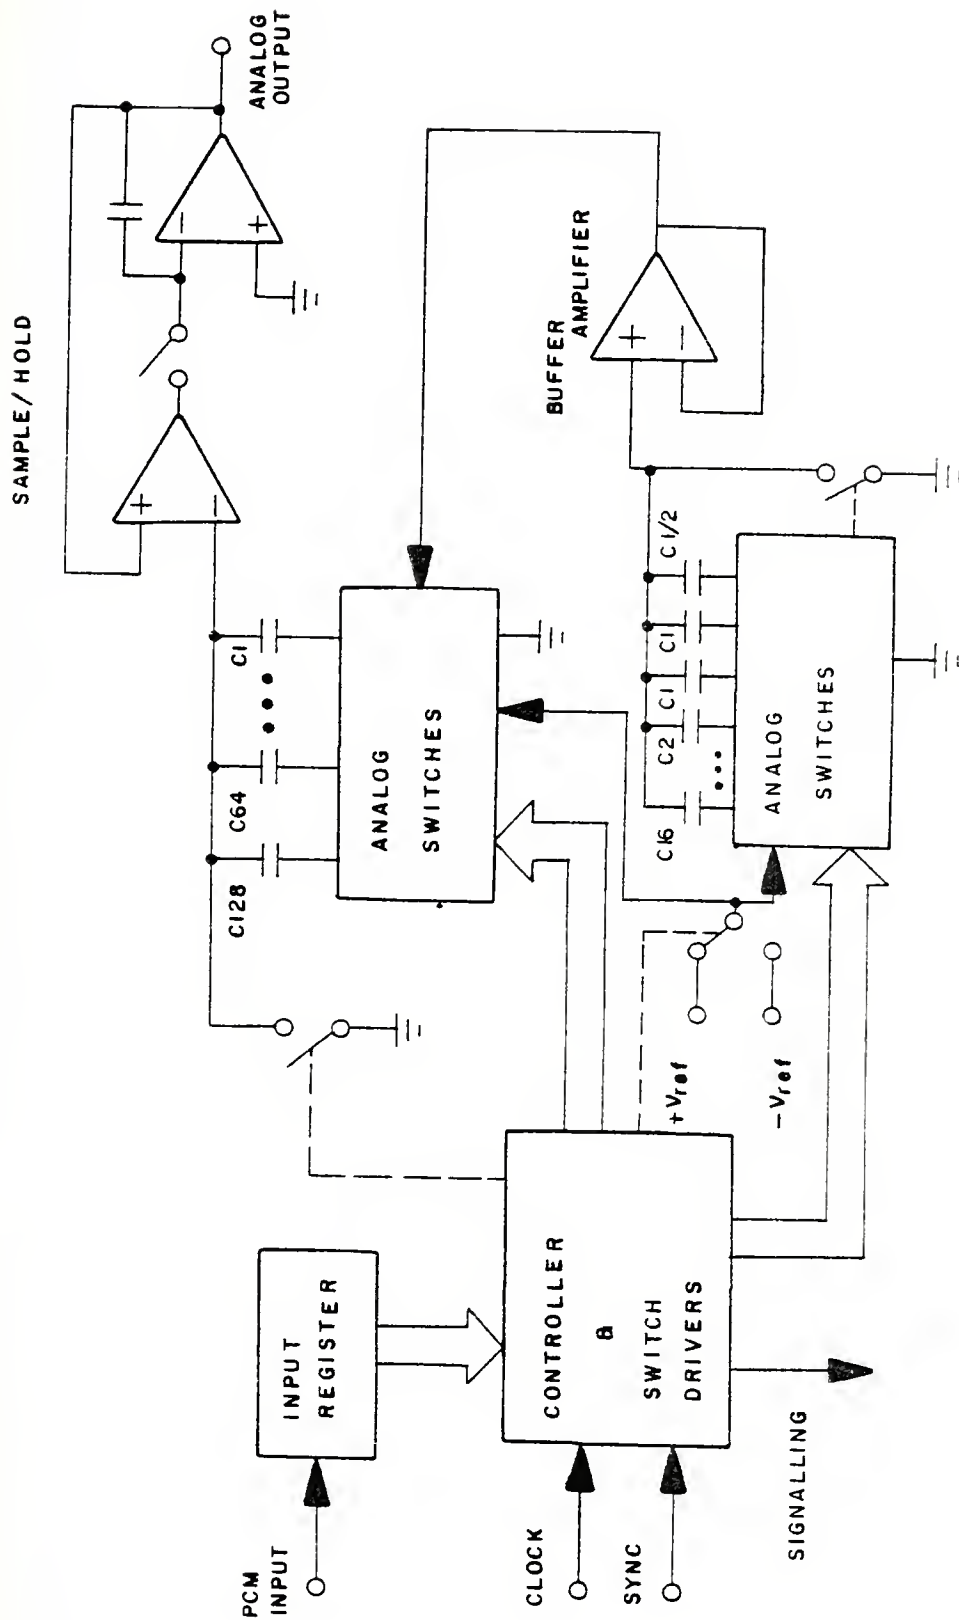 SAMPLE/HOLD
ANALOG
OUTPUT
+
−
−
+
C128
C64
C1
ANALOG
SWITCHES
BUFFER
AMPLIFIER
+
−
C16
C2
C1
C1
C1/2
ANALOG
SWITCHES
+Vref
−Vref
PCM
INPUT
INPUT
REGISTER
CONTROLLER
&
SWITCH
DRIVERS
CLOCK
SYNC
SIGNALLING